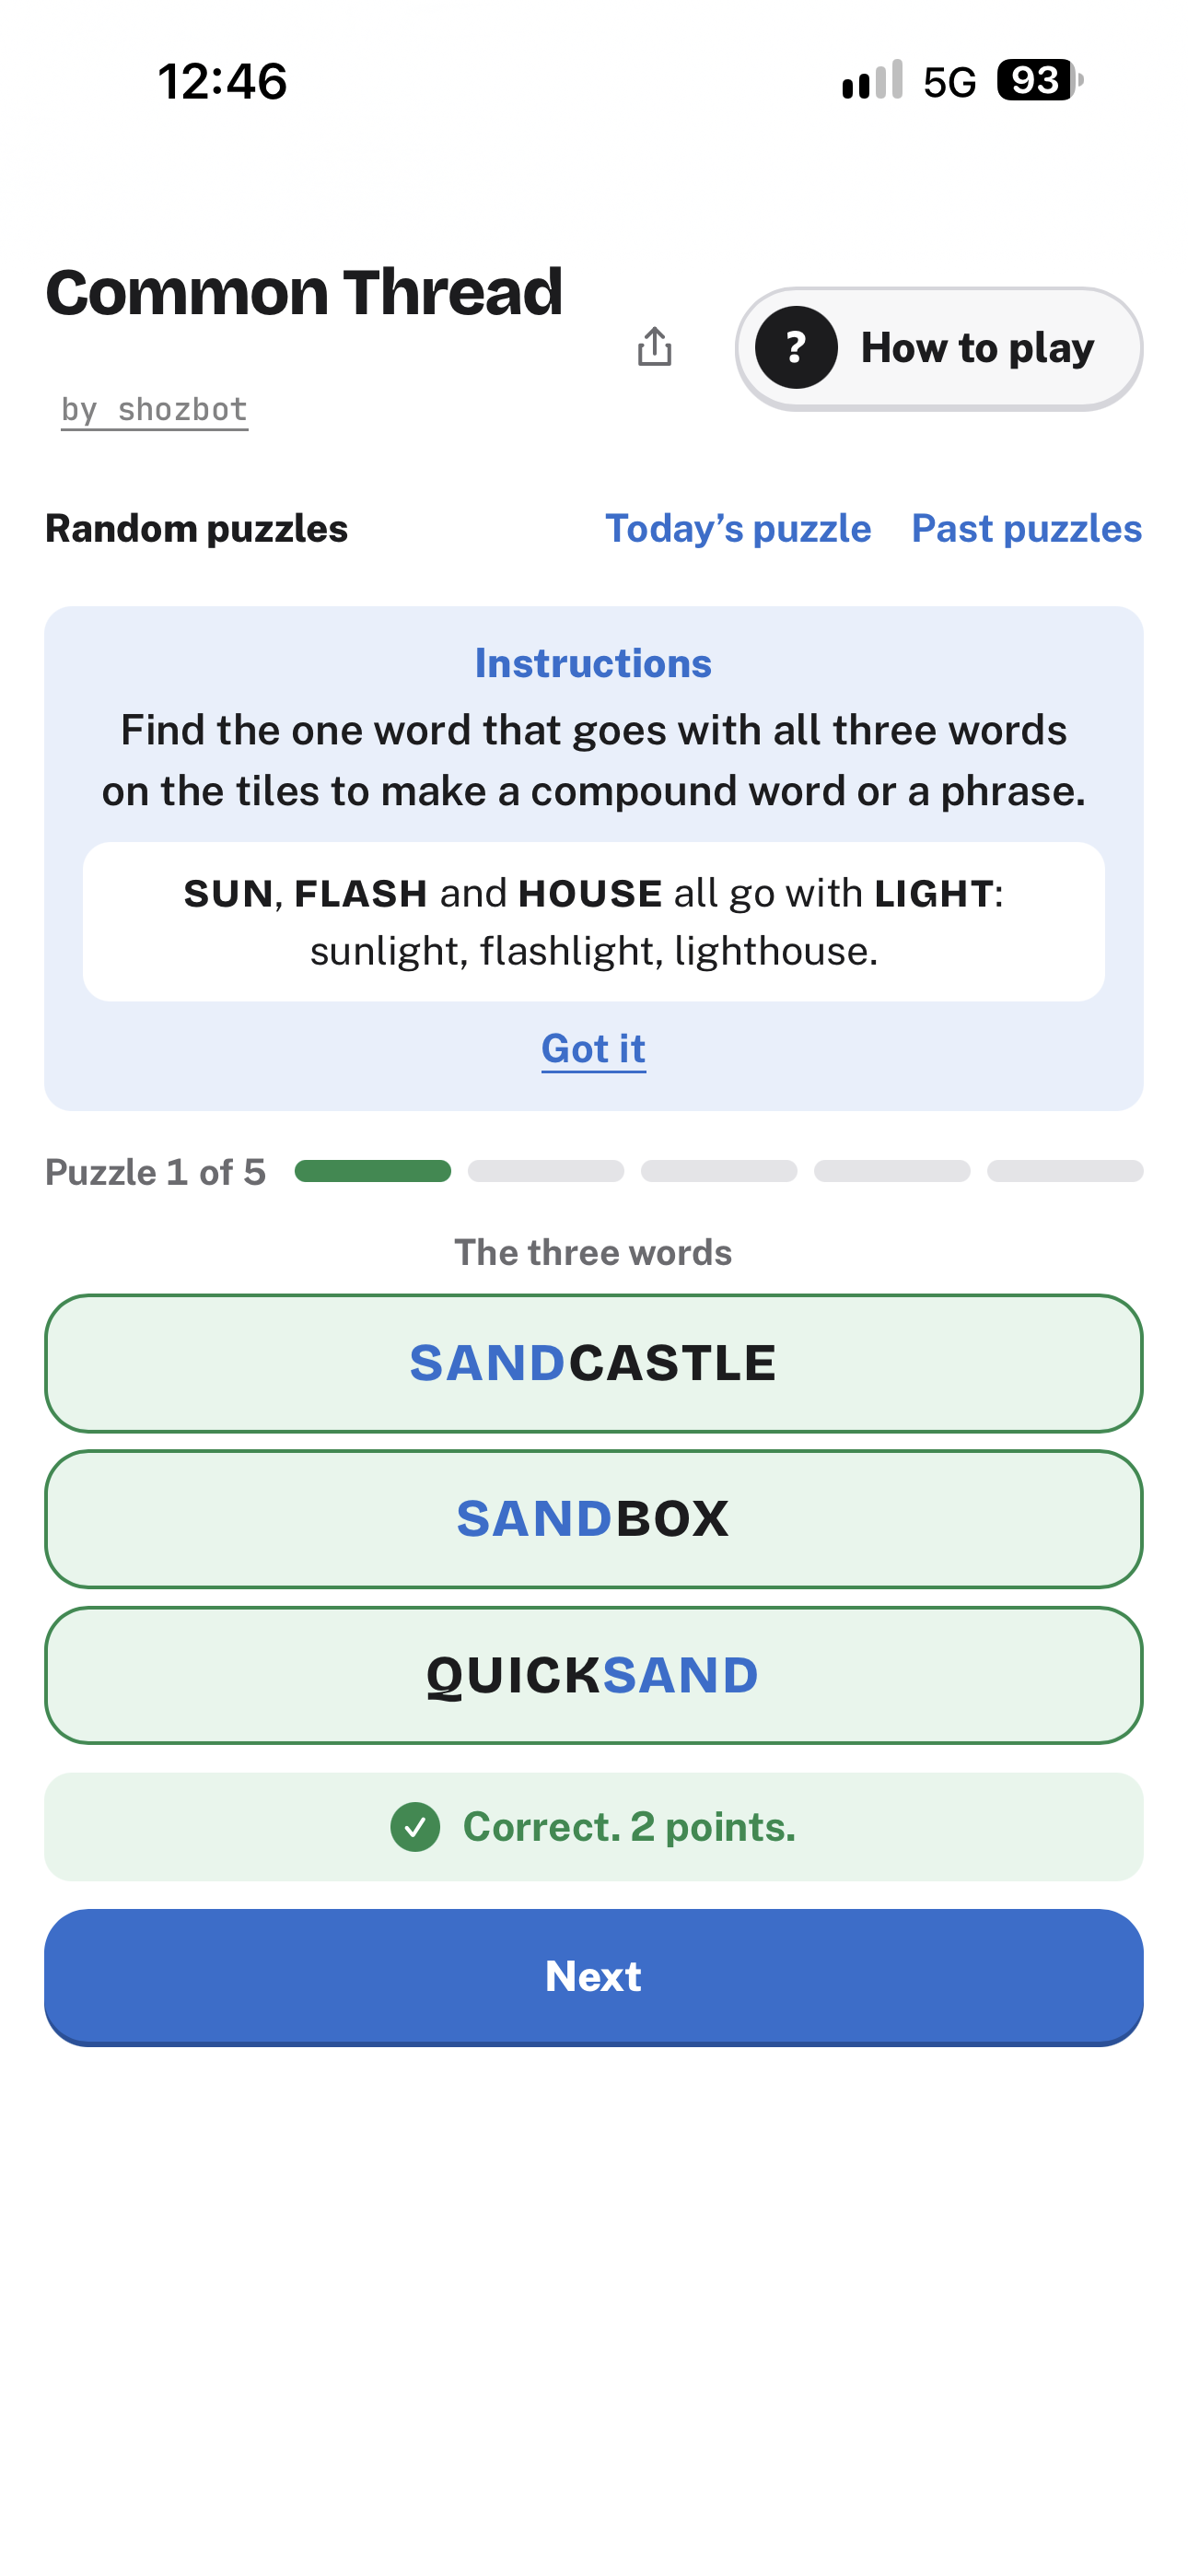 12:46
5G 93
Common Thread
? How to play
by shozbot
Random puzzles
Today’s puzzle Past puzzles
Instructions
Find the one word that goes with all three words
on the tiles to make a compound word or a phrase.
SUN, FLASH and HOUSE all go with LIGHT:
sunlight, flashlight, lighthouse.
Got it
Puzzle 1 of 5
The three words
SANDCASTLE
SANDBOX
QUICKSAND
Correct. 2 points.
Next